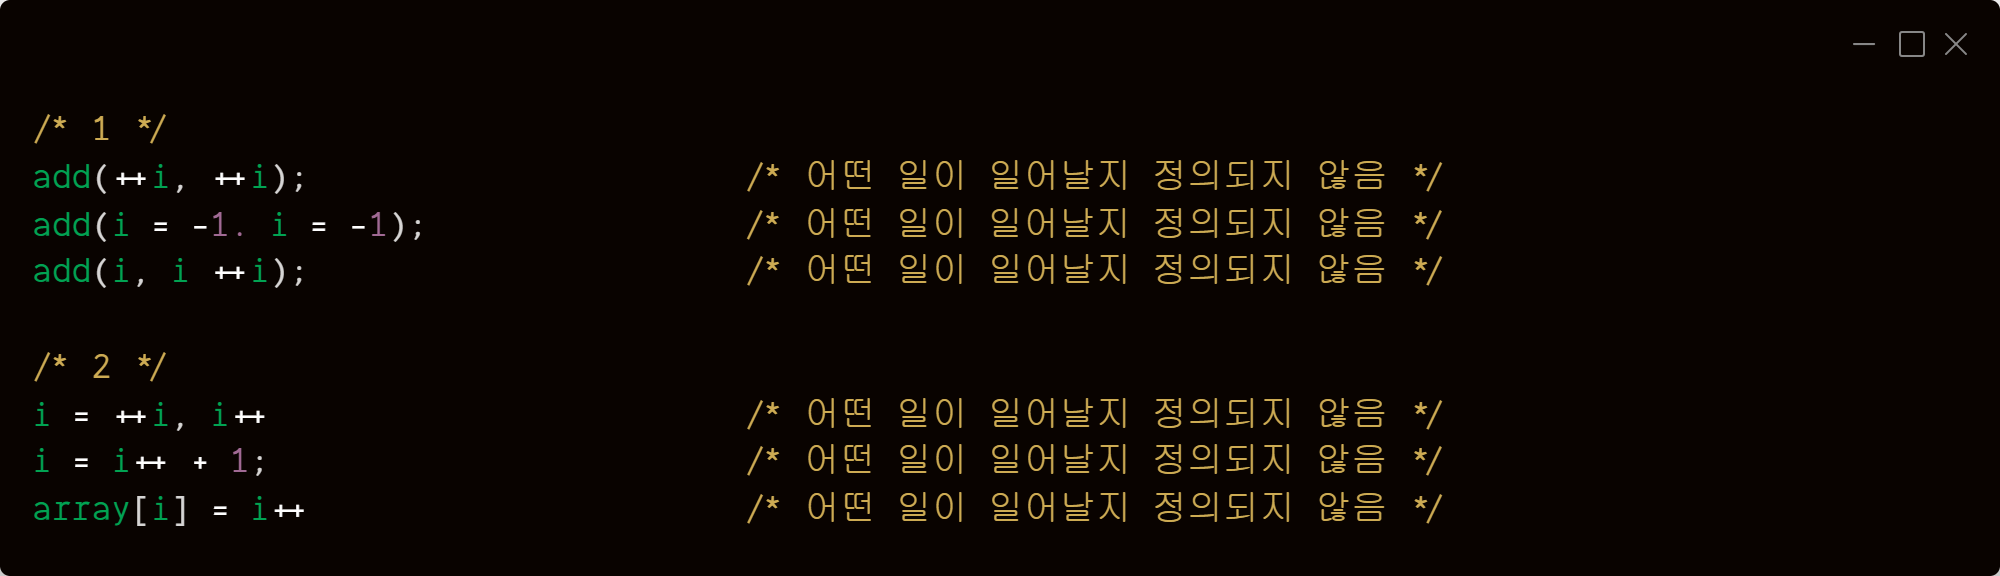 /* 1 */
add(++i, ++i); /* 어떤 일이 일어날지 정의되지 않음 */
add(i = -1. i = -1); /* 어떤 일이 일어날지 정의되지 않음 */
add(i, i ++i); /* 어떤 일이 일어날지 정의되지 않음 */
/* 2 */
i = ++i, i++ /* 어떤 일이 일어날지 정의되지 않음 */
i = i++ + 1; /* 어떤 일이 일어날지 정의되지 않음 */
array[i] = i++ /* 어떤 일이 일어날지 정의되지 않음 */